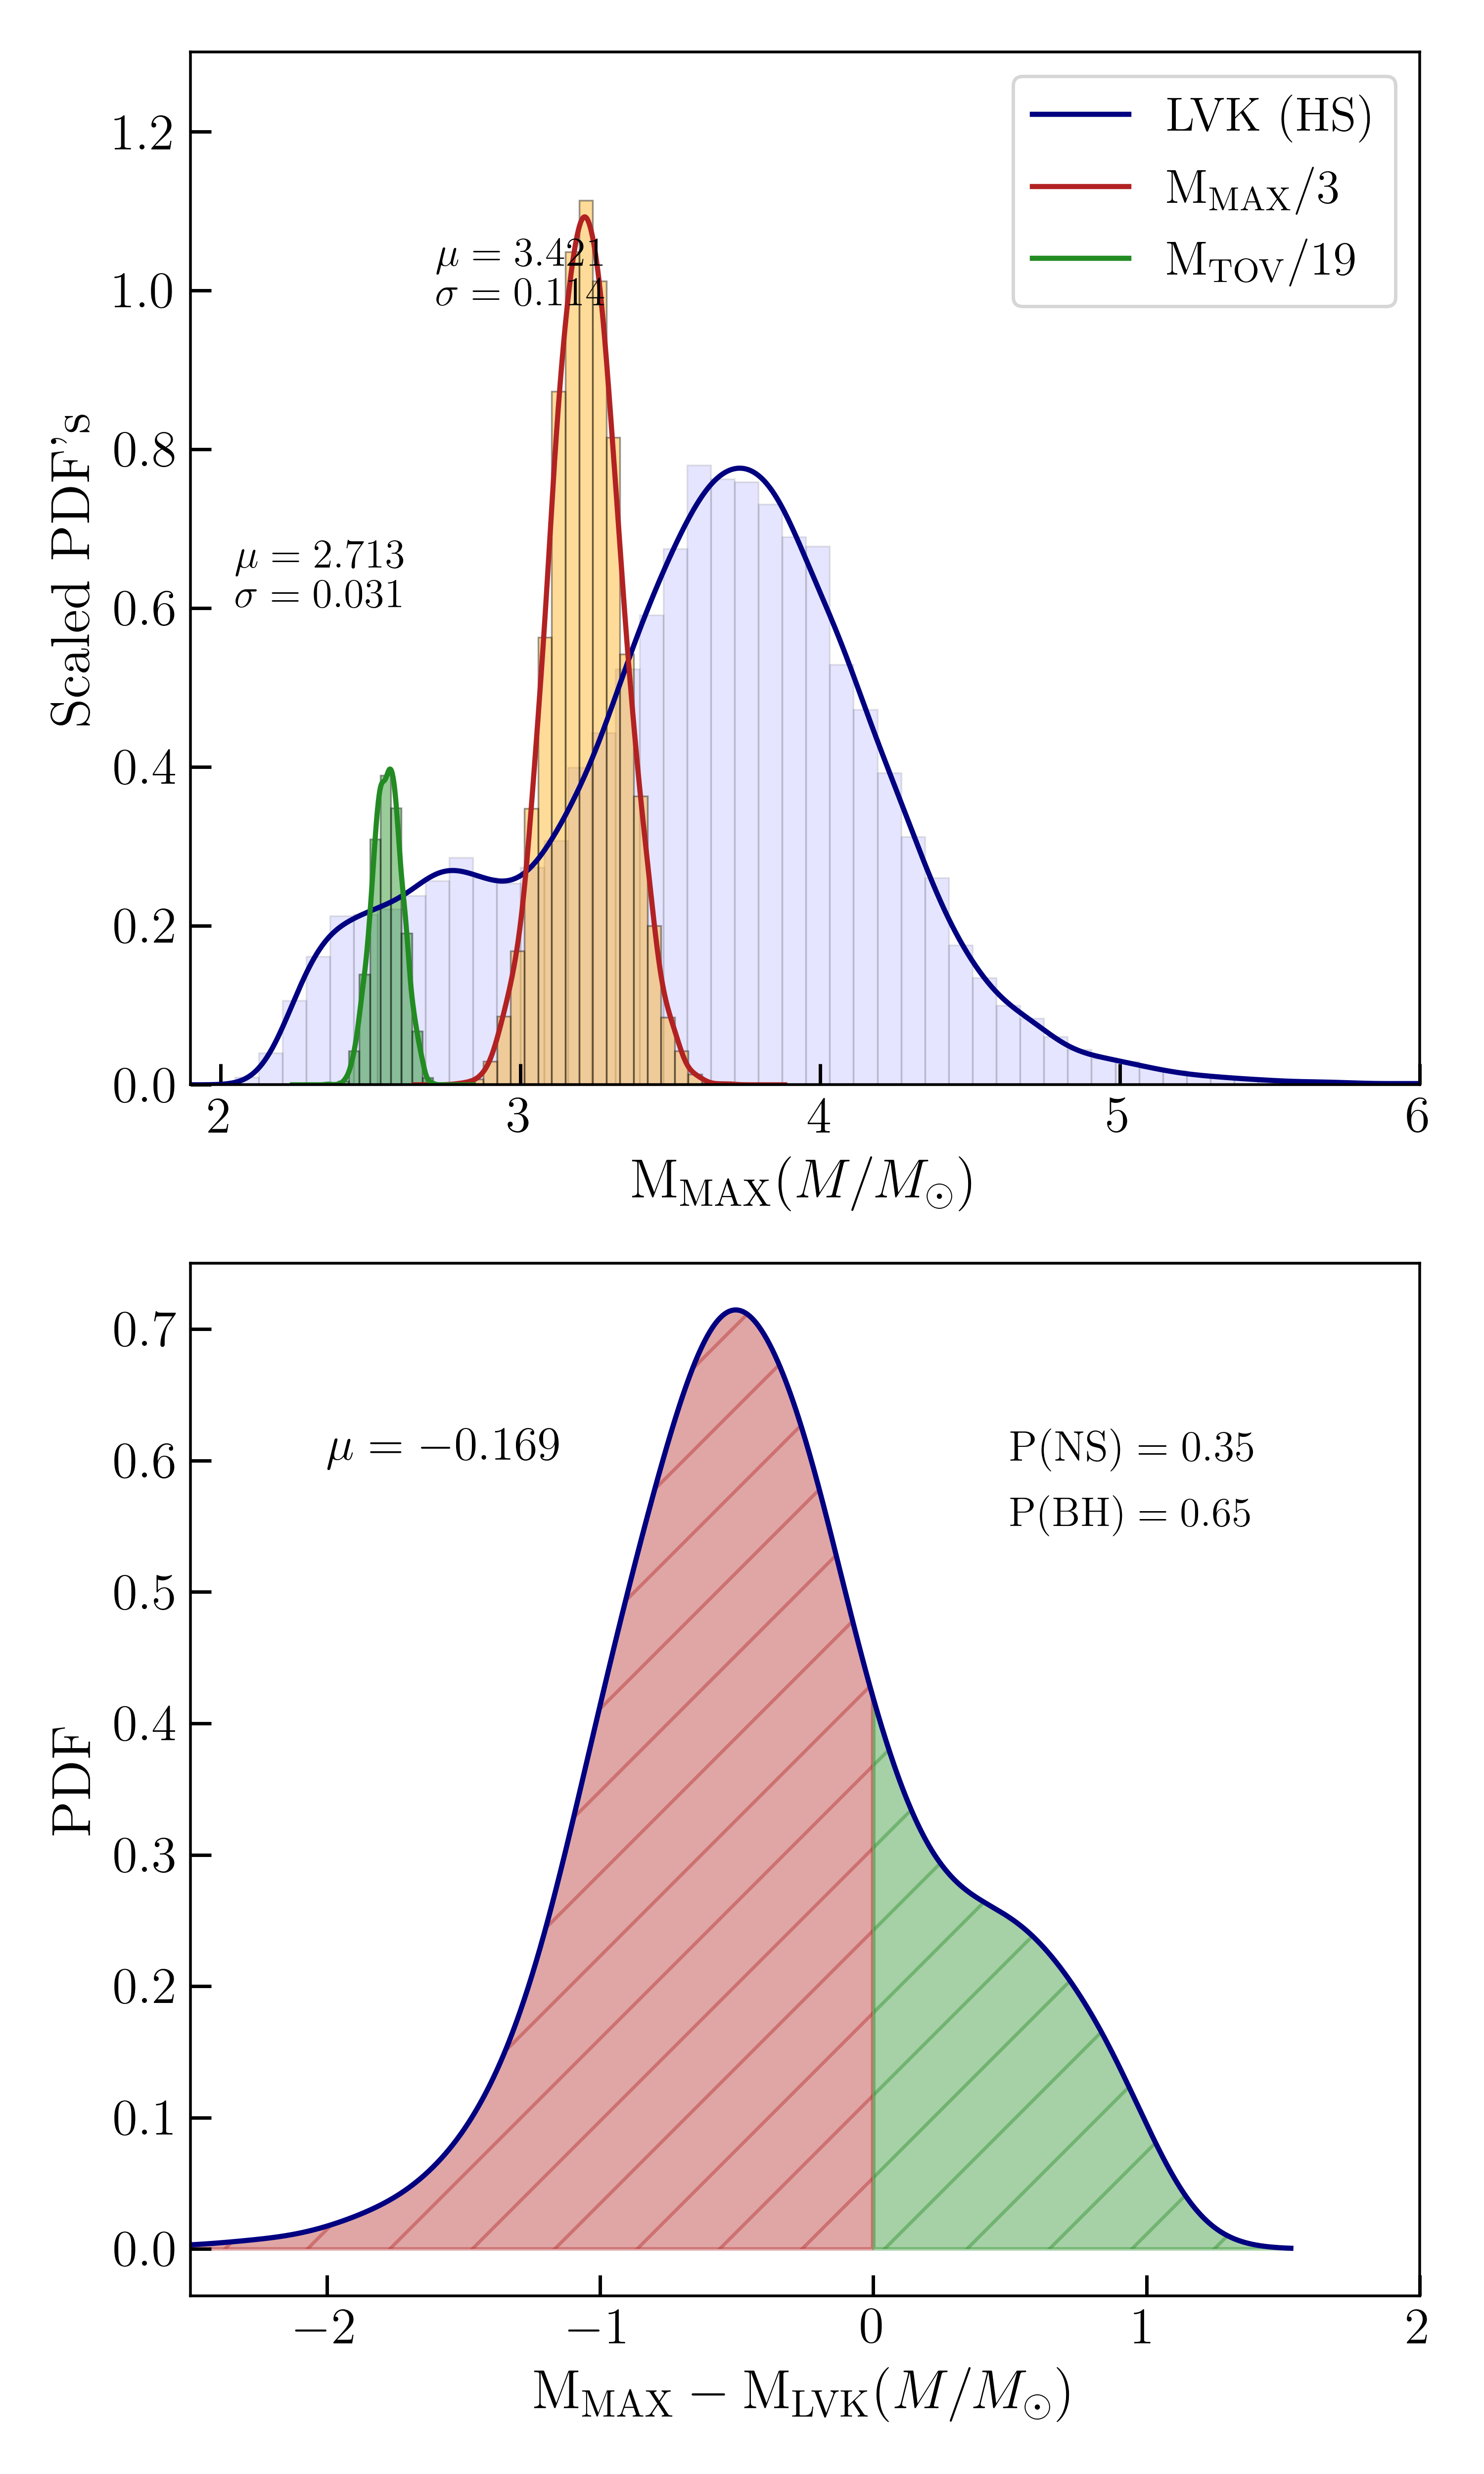 1.2
1.0
0.8
0.6
0.4
0.2
0.0
Scaled PDF's
LVK (HS)
M_MAX/3
M_TOV/19
μ = 3.421
σ = 0.114
μ = 2.713
σ = 0.031
2 3 4 5 6
M_MAX(M/M_⊙)
0.7
0.6
0.5
0.4
0.3
0.2
0.1
0.0
PDF
μ = −0.169
P(NS) = 0.35
P(BH) = 0.65
−2 −1 0 1 2
M_MAX − M_LVK(M/M_⊙)